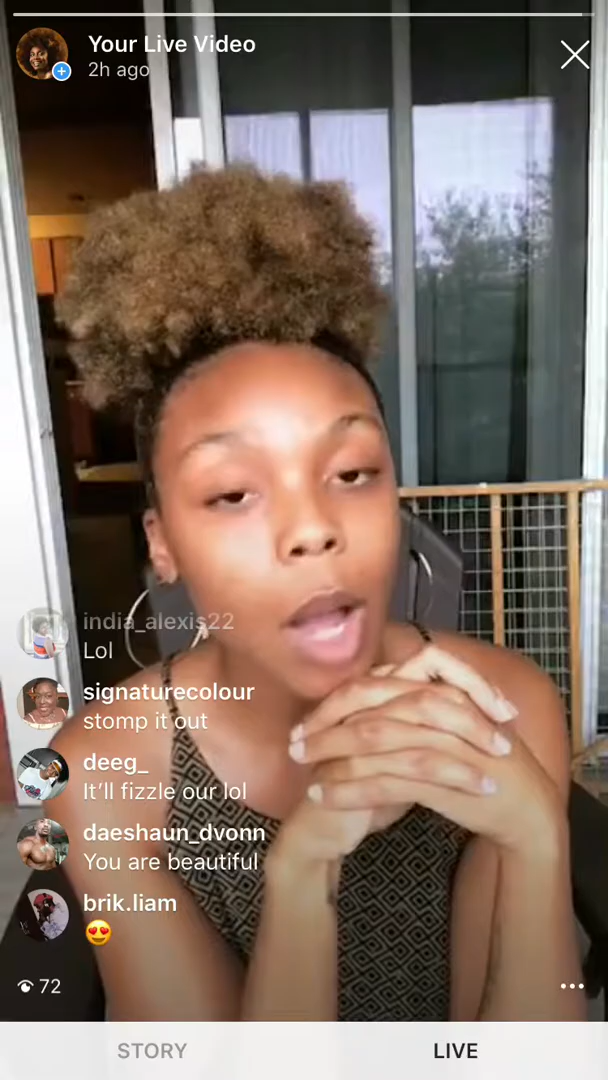 Your Live Video
2h ago
india_alexis22
Lol
signaturecolour
stomp it out
deeg_
It'll fizzle our lol
daeshaun_dvonn
You are beautiful
brik.liam
😍
72
STORY
LIVE